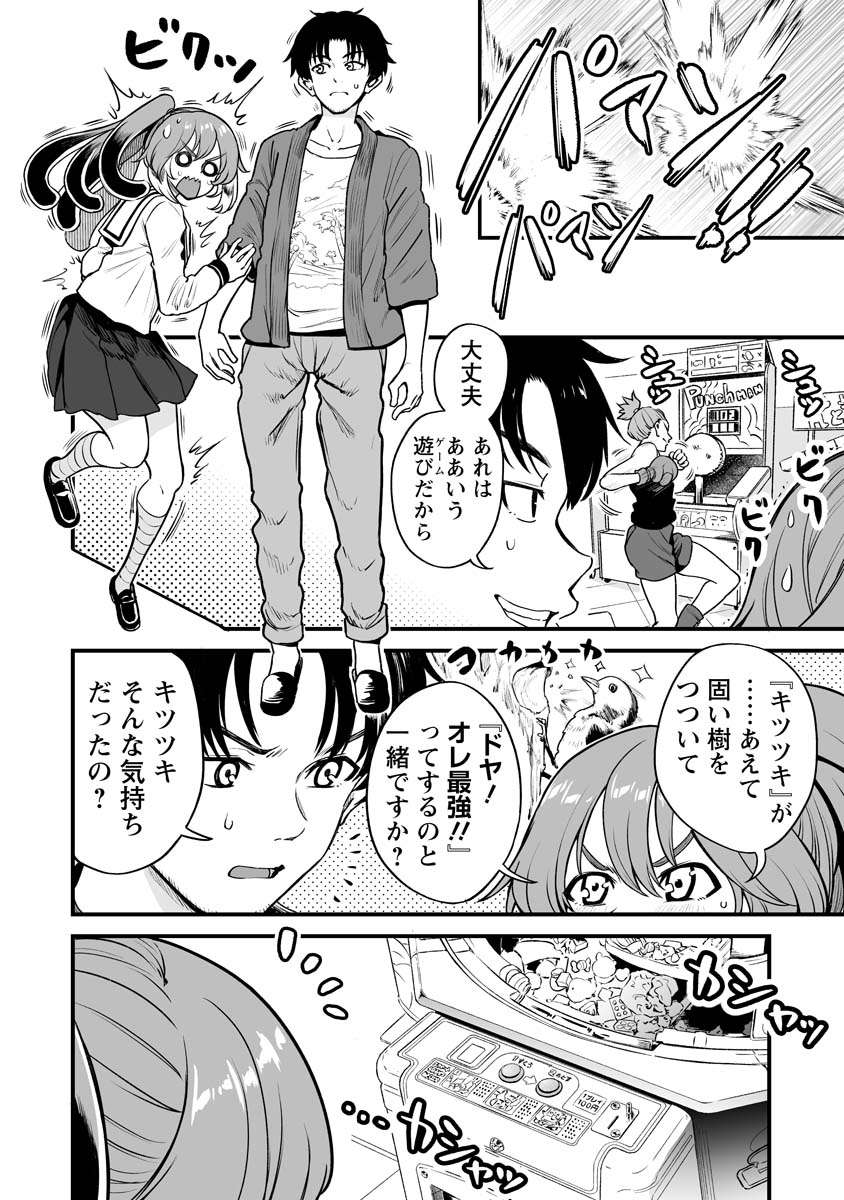 パァン
パァン!!
ビクッ
シュッ
シュッ
PUNCH MAN
ビク
ビク
大丈夫
あれは
ああいう
遊びだから
ゲーム
『キツツキ』が
……あえて
固い樹を
つついて
コカカカ
『ドヤ！
オレ最強!!』
ってするのと
一緒ですか？
キツツキ
そんな気持ち
だったの？
カシャッ
1プレイ
100円
…カシャッ